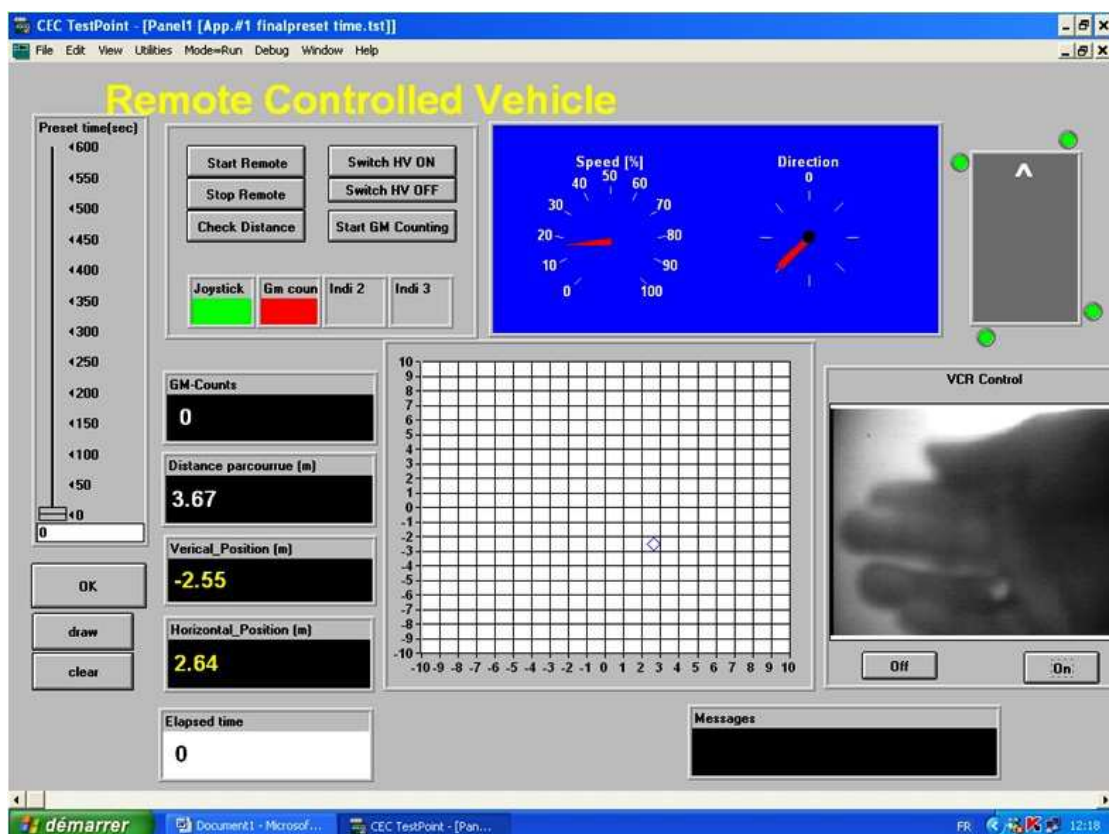 CEC TestPoint - [Panel1 [App.#1 finalpreset time.tst]]
File Edit View Utilities Mode=Run Debug Window Help
Remote Controlled Vehicle
Preset time(sec)
600
550
500
450
400
350
300
250
200
150
100
50
0
0
OK
draw
clear
Start Remote
Switch HV ON
Stop Remote
Switch HV OFF
Check Distance
Start GM Counting
Joystick
Gm coun
Indi 2
Indi 3
Speed [%]
0 10 20 30 40 50 60 70 80 90 100
Direction
0
GM-Counts
0
Distance parcourrue (m)
3.67
Verical_Position (m)
-2.55
Horizontal_Position (m)
2.64
Elapsed time
0
10
9
8
7
6
5
4
3
2
1
0
-1
-2
-3
-4
-5
-6
-7
-8
-9
-10
-10 -9 -8 -7 -6 -5 -4 -3 -2 -1 0 1 2 3 4 5 6 7 8 9 10
VCR Control
Off
On
Messages
démarrer
Document1 - Microsof...
CEC TestPoint - [Pan...
FR
12:18